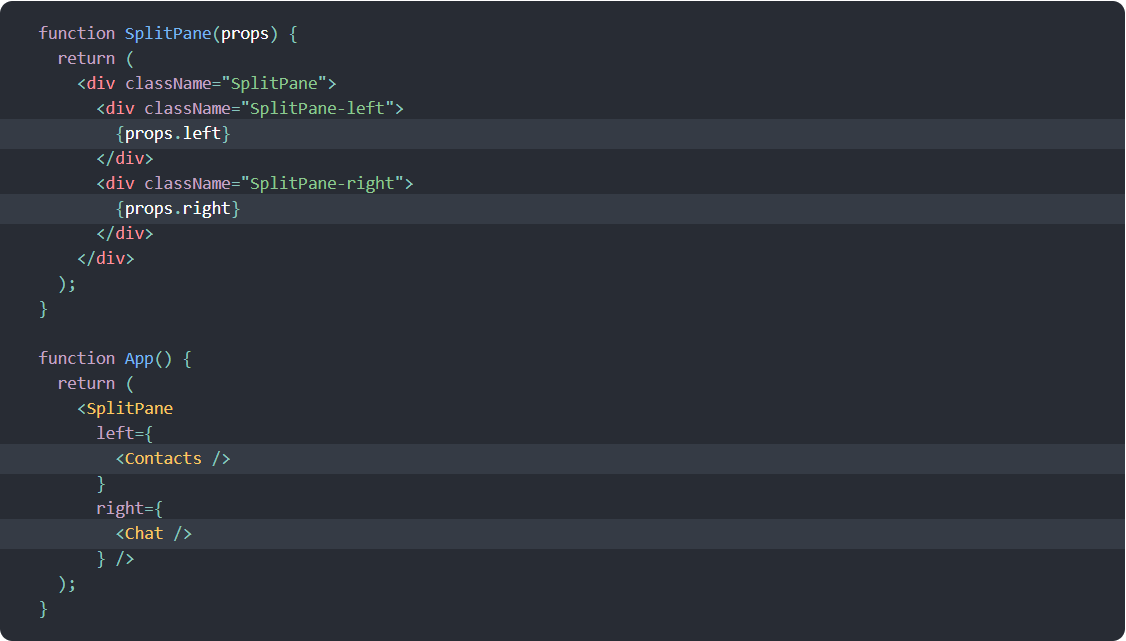 function SplitPane(props) {
  return (
    <div className="SplitPane">
      <div className="SplitPane-left">
        {props.left}
      </div>
      <div className="SplitPane-right">
        {props.right}
      </div>
    </div>
  );
}

function App() {
  return (
    <SplitPane
      left={
        <Contacts />
      }
      right={
        <Chat />
      } />
  );
}